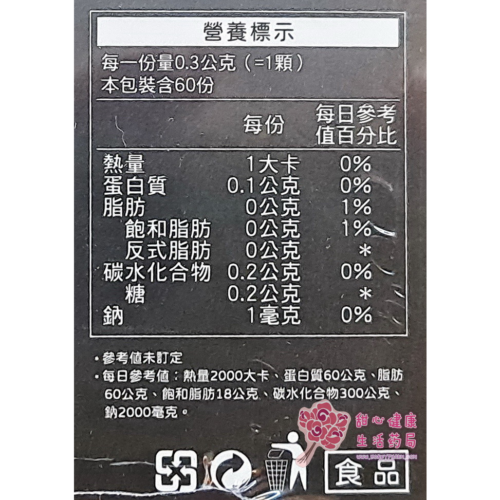 營養標示
每一份量0.3公克(=1顆)
本包裝含60份
每份 每日參考值百分比
熱量 1大卡 0%
蛋白質 0.1公克 0%
脂肪 0公克 1%
飽和脂肪 0公克 1%
反式脂肪 0公克 *
碳水化合物 0.2公克 0%
糖 0.2公克 *
鈉 1毫克 0%
•參考值未訂定
•每日參考值:熱量2000大卡、蛋白質60公克、脂肪
60公克、飽和脂肪18公克、碳水化合物300公克、
鈉2000毫克。
甜心健康
生活药局
食品